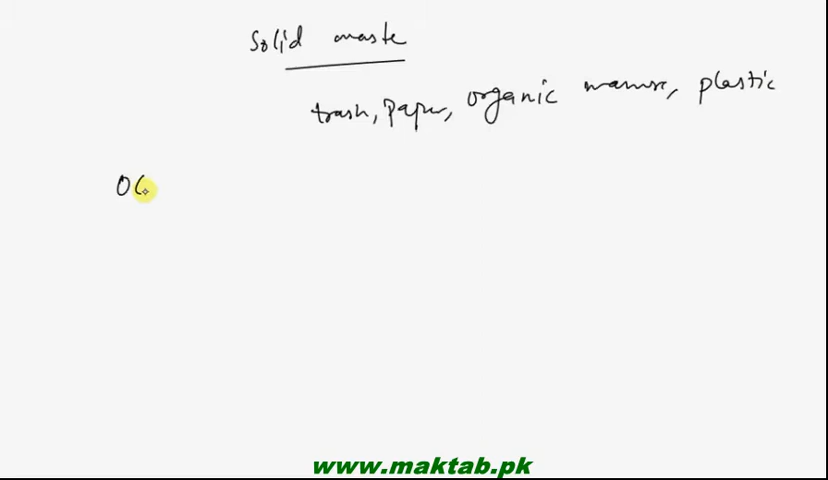 Solid waste
trash, paper, organic manure, plastic
www.maktab.pk